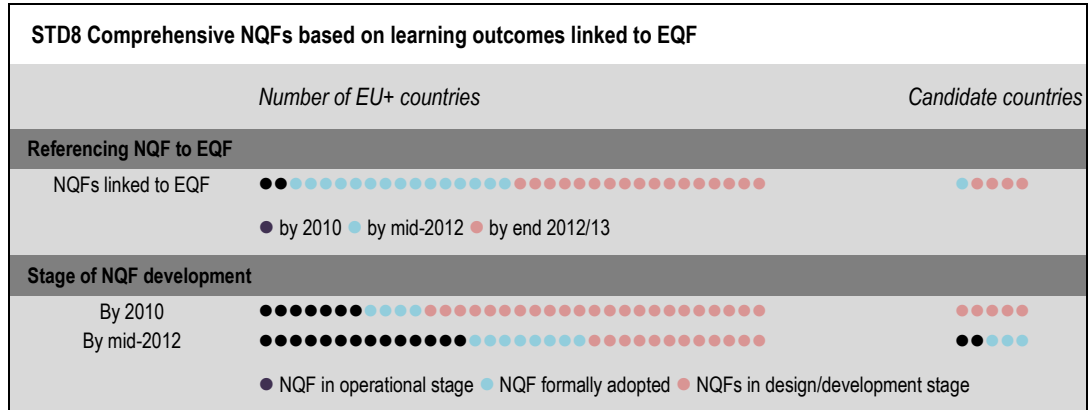 STD8 Comprehensive NQFs based on learning outcomes linked to EQF
Number of EU+ countries Candidate countries
Referencing NQF to EQF
NQFs linked to EQF
by 2010 by mid-2012 by end 2012/13
Stage of NQF development
By 2010
By mid-2012
NQF in operational stage NQF formally adopted NQFs in design/development stage